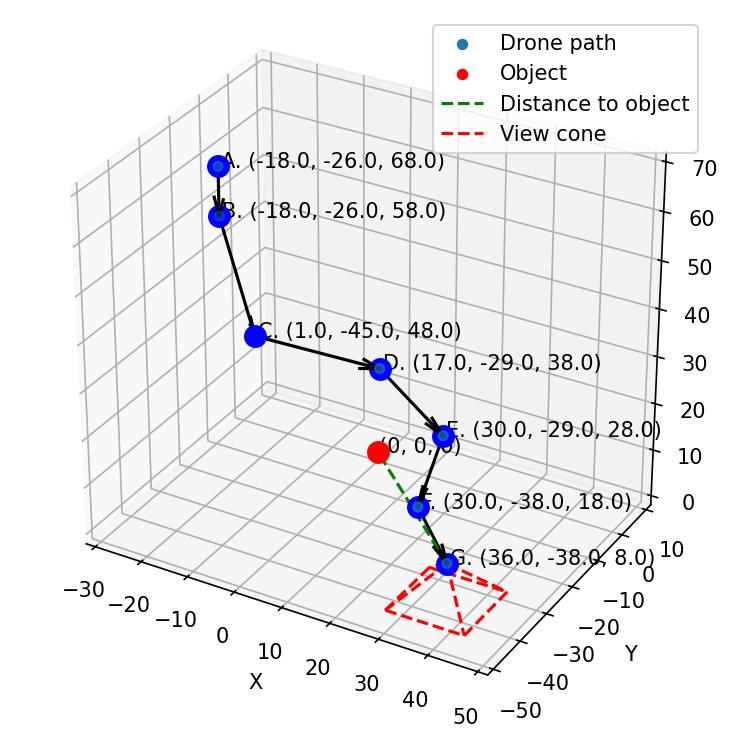 Drone path
Object
Distance to object
View cone
A. (-18.0, -26.0, 68.0)
B. (-18.0, -26.0, 58.0)
C. (1.0, -45.0, 48.0)
D. (17.0, -29.0, 38.0)
E. (30.0, -29.0, 28.0)
(0, 0, 0)
F. (30.0, -38.0, 18.0)
G. (36.0, -38.0, 8.0)
70
60
50
40
30
20
10
0
10
0
−10
−20
−30
−40
−50
Y
−30
−20
−10
0
10
20
30
40
50
X